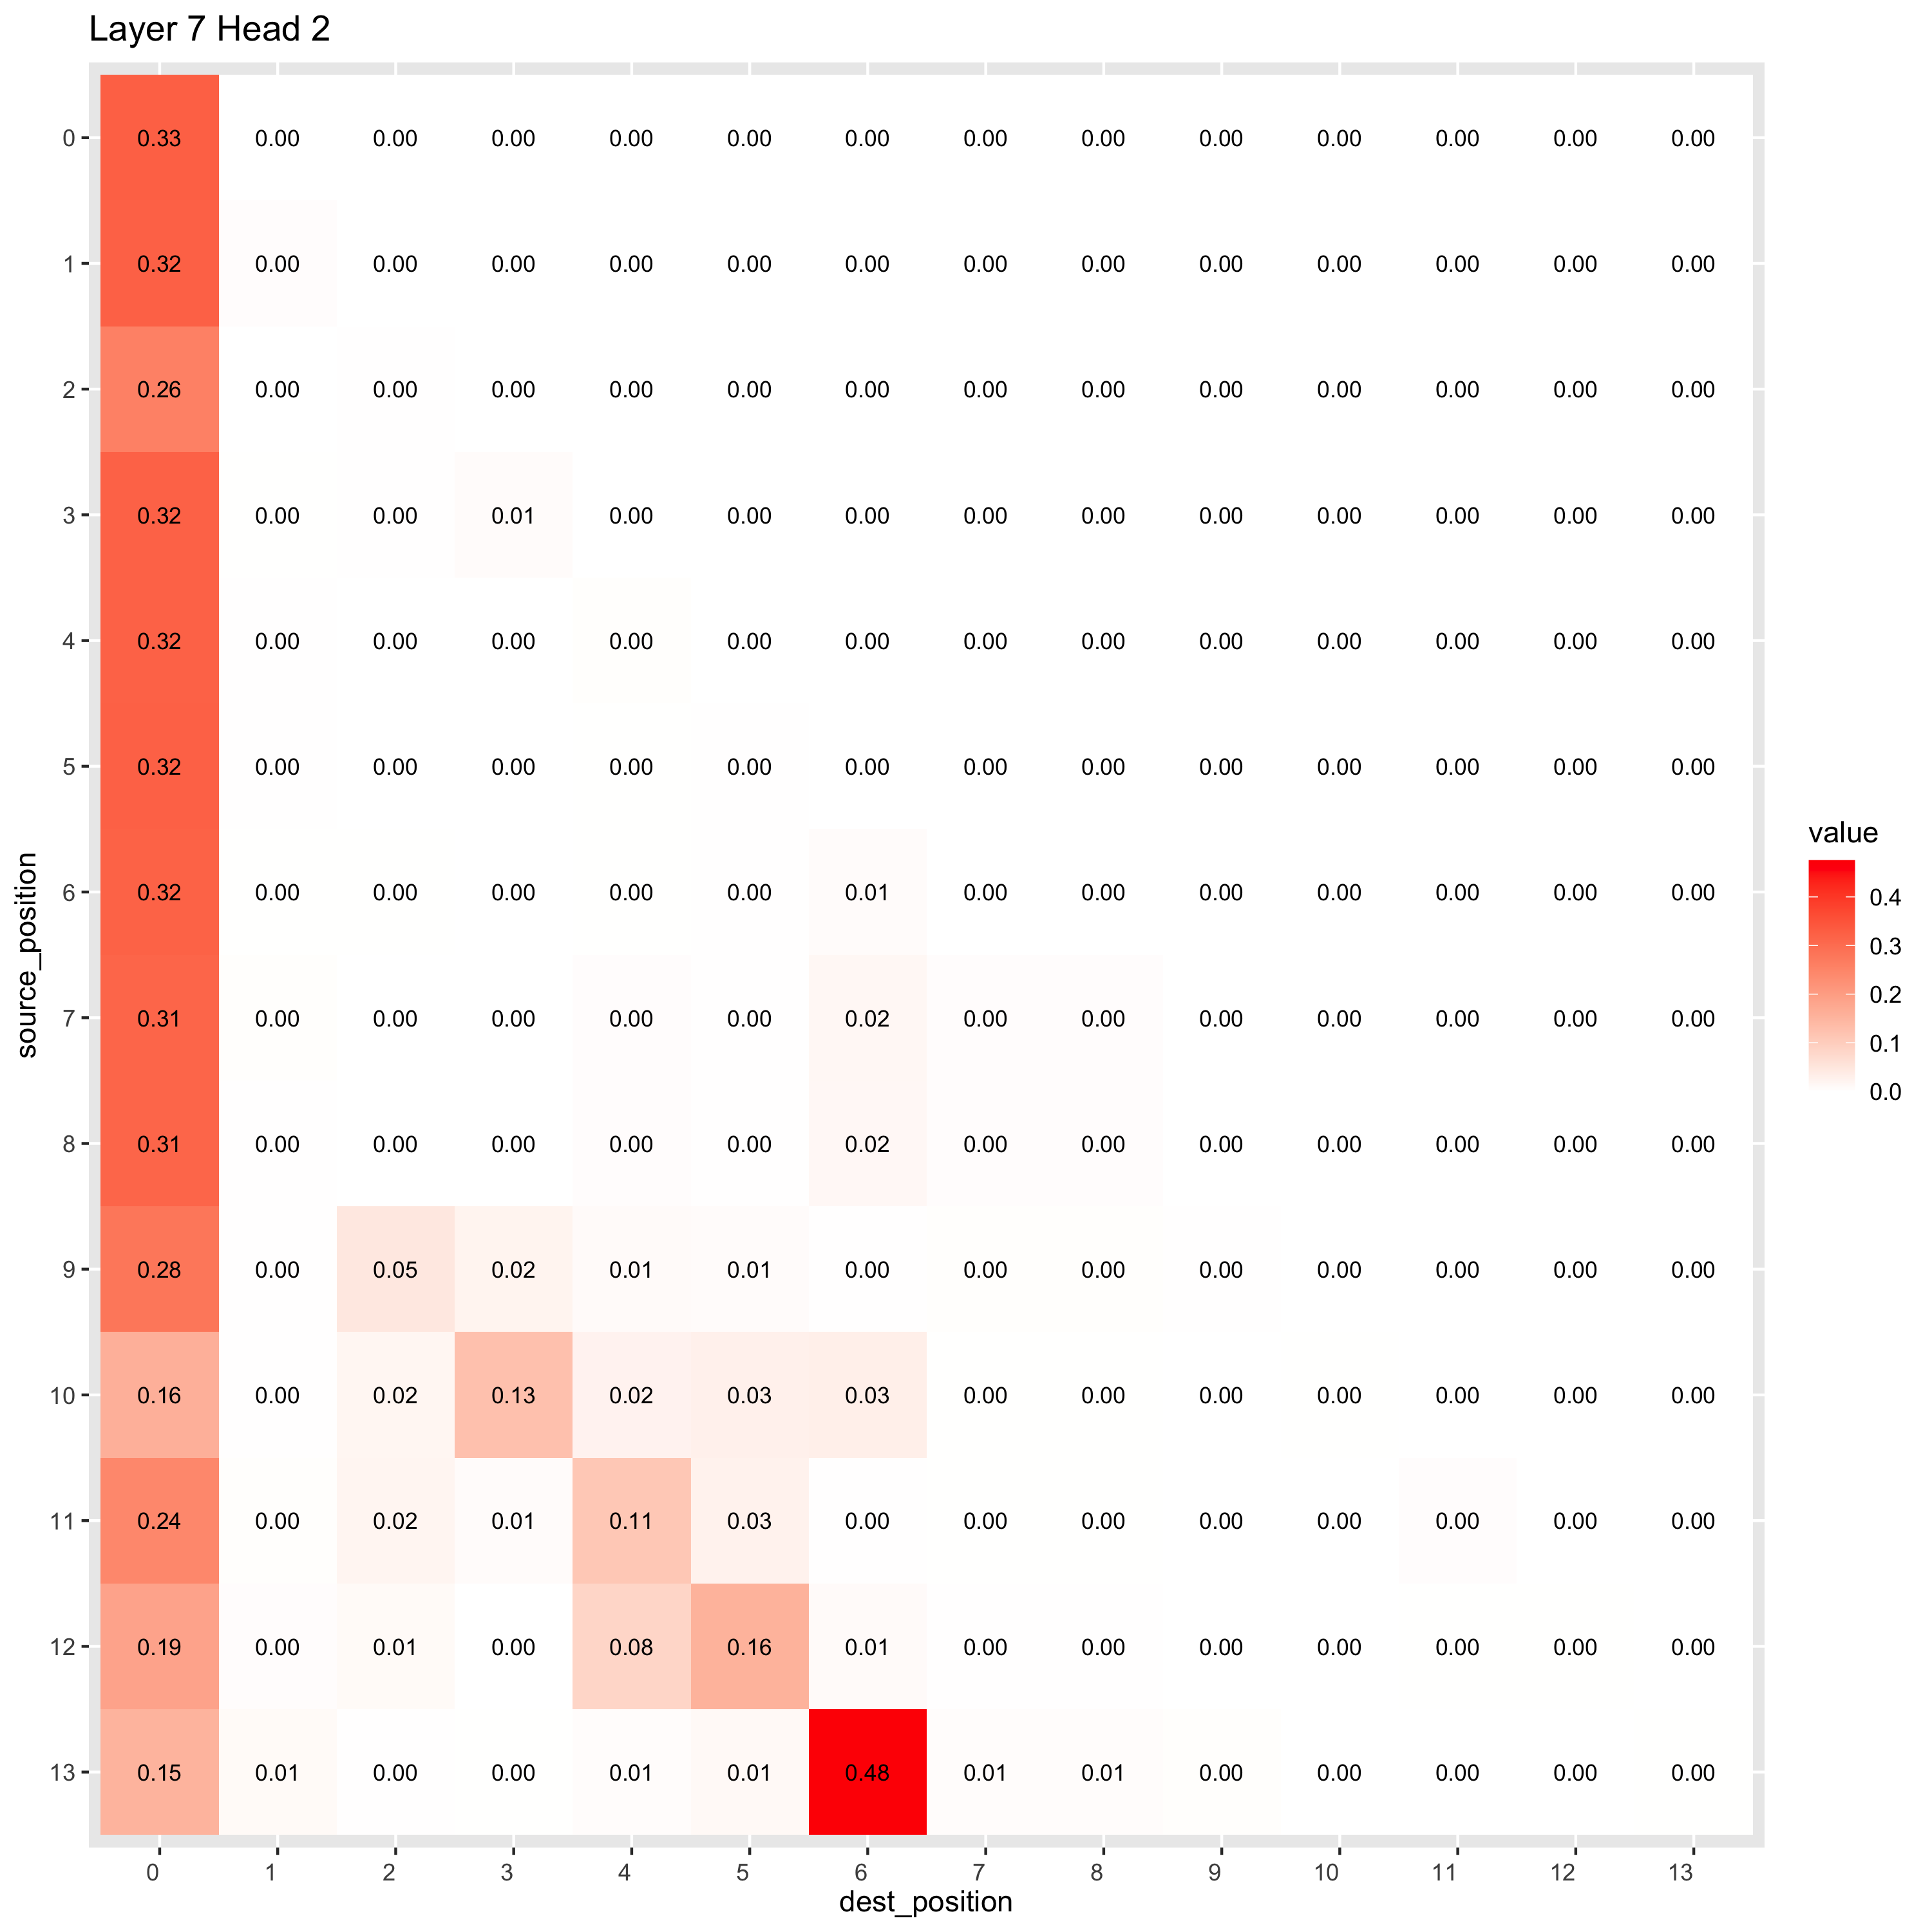 Layer 7 Head 2
0 0.33 0.00 0.00 0.00 0.00 0.00 0.00 0.00 0.00 0.00 0.00 0.00 0.00 0.00
1 0.32 0.00 0.00 0.00 0.00 0.00 0.00 0.00 0.00 0.00 0.00 0.00 0.00 0.00
2 0.26 0.00 0.00 0.00 0.00 0.00 0.00 0.00 0.00 0.00 0.00 0.00 0.00 0.00
3 0.32 0.00 0.00 0.01 0.00 0.00 0.00 0.00 0.00 0.00 0.00 0.00 0.00 0.00
4 0.32 0.00 0.00 0.00 0.00 0.00 0.00 0.00 0.00 0.00 0.00 0.00 0.00 0.00
5 0.32 0.00 0.00 0.00 0.00 0.00 0.00 0.00 0.00 0.00 0.00 0.00 0.00 0.00
6 0.32 0.00 0.00 0.00 0.00 0.00 0.01 0.00 0.00 0.00 0.00 0.00 0.00 0.00
7 0.31 0.00 0.00 0.00 0.00 0.00 0.02 0.00 0.00 0.00 0.00 0.00 0.00 0.00
8 0.31 0.00 0.00 0.00 0.00 0.00 0.02 0.00 0.00 0.00 0.00 0.00 0.00 0.00
9 0.28 0.00 0.05 0.02 0.01 0.01 0.00 0.00 0.00 0.00 0.00 0.00 0.00 0.00
10 0.16 0.00 0.02 0.13 0.02 0.03 0.03 0.00 0.00 0.00 0.00 0.00 0.00 0.00
11 0.24 0.00 0.02 0.01 0.11 0.03 0.00 0.00 0.00 0.00 0.00 0.00 0.00 0.00
12 0.19 0.00 0.01 0.00 0.08 0.16 0.01 0.00 0.00 0.00 0.00 0.00 0.00 0.00
13 0.15 0.01 0.00 0.00 0.01 0.01 0.48 0.01 0.01 0.00 0.00 0.00 0.00 0.00
0 1 2 3 4 5 6 7 8 9 10 11 12 13
dest_position
source_position
value
0.4
0.3
0.2
0.1
0.0